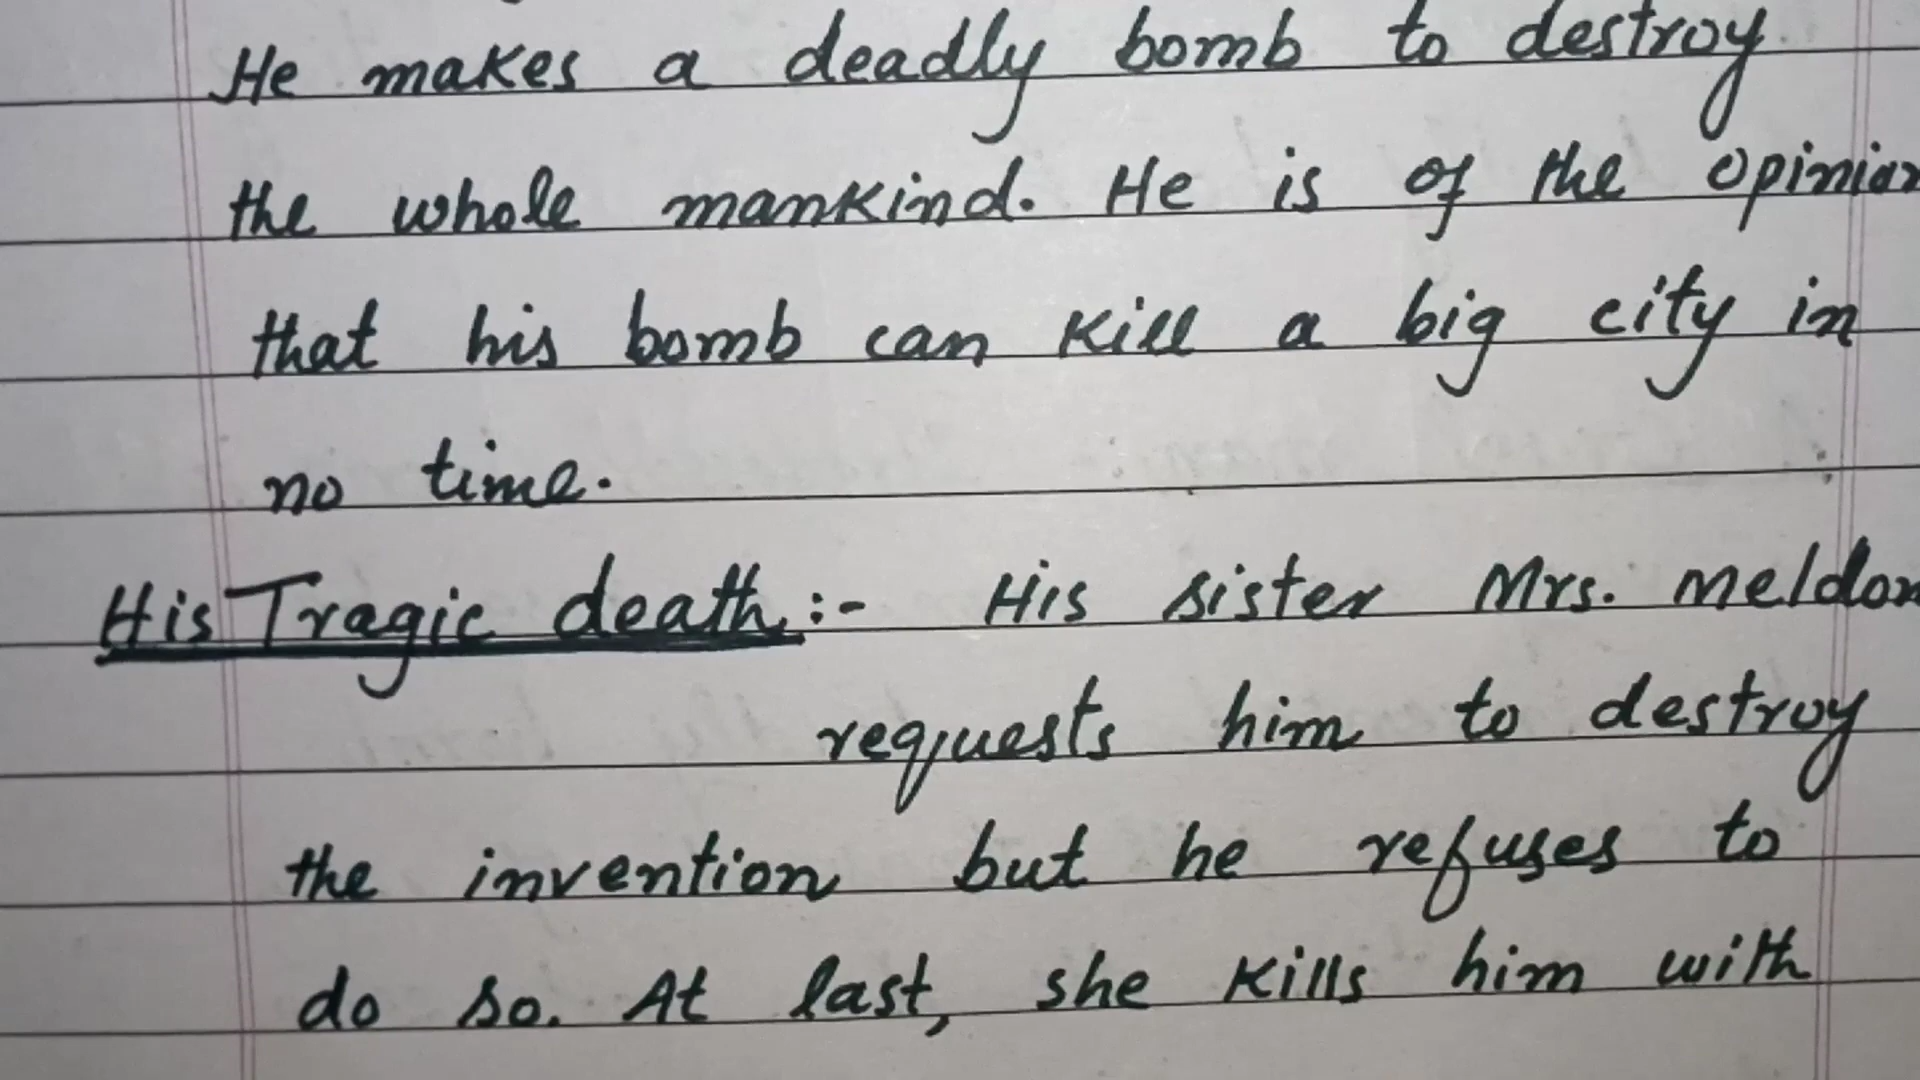 He makes a deadly bomb to destroy
the whole mankind. He is of the opinion
that his bomb can kill a big city in
no time.
His Tragic death:- His sister Mrs. Meldon
requests him to destroy
the invention but he refuses to
do so. At last, she kills him with